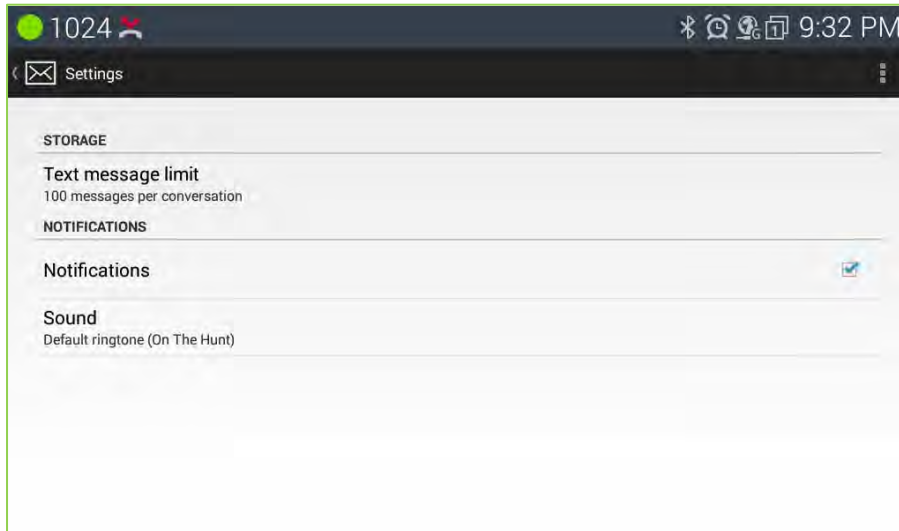 1024 9:32 PM
Settings
STORAGE
Text message limit
100 messages per conversation
NOTIFICATIONS
Notifications
Sound
Default ringtone (On The Hunt)